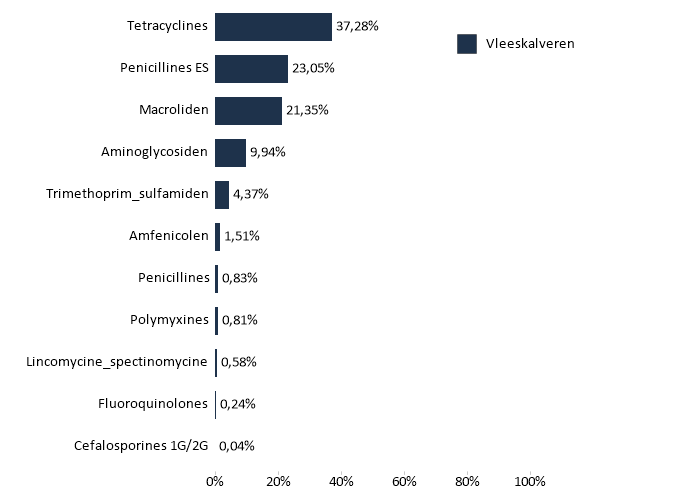 Tetracyclines 37,28%
Vleeskalveren
Penicillines ES 23,05%
Macroliden 21,35%
Aminoglycosiden 9,94%
Trimethoprim_sulfamiden 4,37%
Amfenicolen 1,51%
Penicillines 0,83%
Polymyxines 0,81%
Lincomycine_spectinomycine 0,58%
Fluoroquinolones 0,24%
Cefalosporines 1G/2G 0,04%
0% 20% 40% 60% 80% 100%